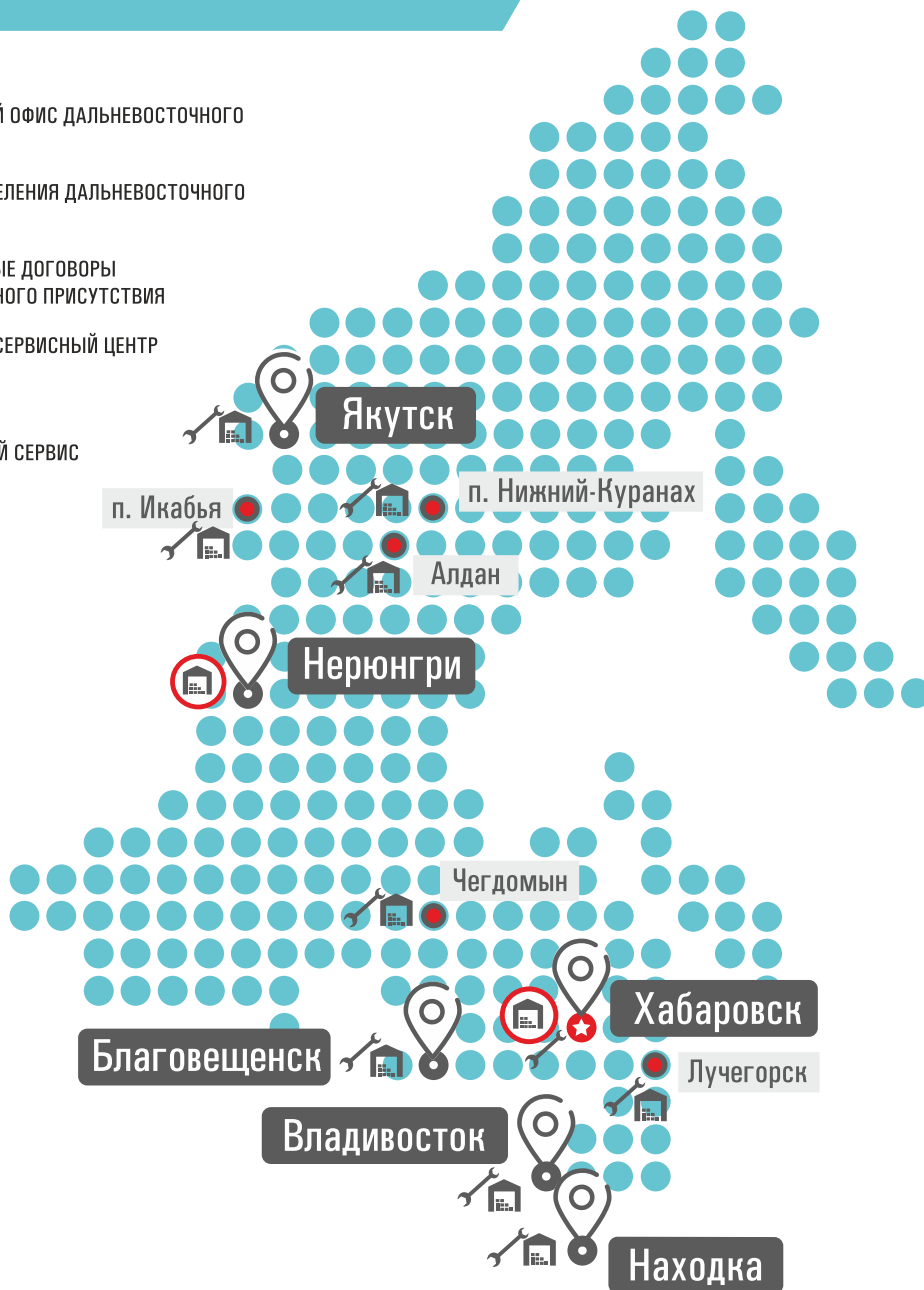 Й ОФИС ДАЛЬНЕВОСТОЧНОГО
ЕЛЕНИЯ ДАЛЬНЕВОСТОЧНОГО
ЫЕ ДОГОВОРЫ
НОГО ПРИСУТСТВИЯ
СЕРВИСНЫЙ ЦЕНТР
Якутск
Й СЕРВИС
п. Икабья
п. Нижний-Куранах
Алдан
Нерюнгри
Чегдомын
Хабаровск
Благовещенск
Лучегорск
Владивосток
Находка